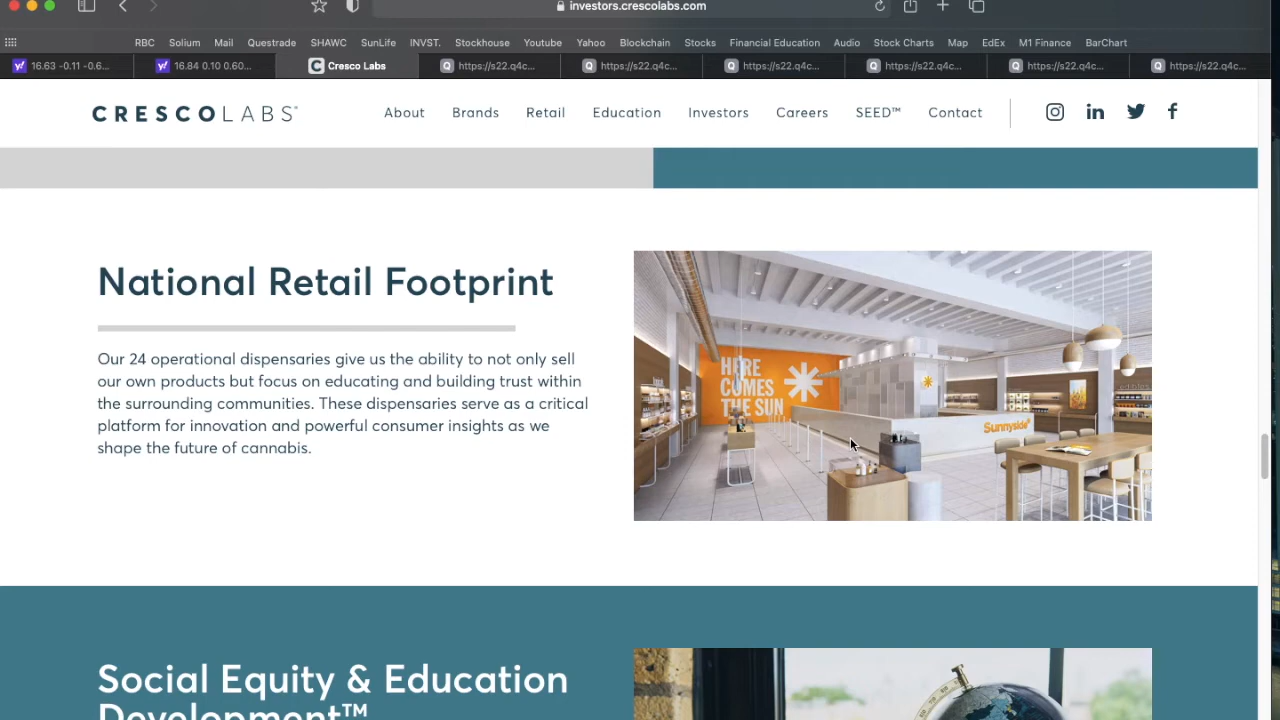 investors.crescolabs.com
RBC Solium Mail Questrade SHAWC SunLife INVST. Stockhouse Youtube Yahoo Blockchain Stocks Financial Education Audio Stock Charts Map EdEx M1 Finance BarChart
16.63 -0.11 -0.6... 16.84 0.10 0.60... Cresco Labs https://s22.q4c... https://s22.q4c... https://s22.q4c... https://s22.q4c... https://s22.q4c... https://s22.q4c...
CRESCOLABS About Brands Retail Education Investors Careers SEED™ Contact
National Retail Footprint
Our 24 operational dispensaries give us the ability to not only sell
our own products but focus on educating and building trust within
the surrounding communities. These dispensaries serve as a critical
platform for innovation and powerful consumer insights as we
shape the future of cannabis.
HERE
COMES
THE SUN
Sunnyside
edibles
Social Equity & Education
Development™